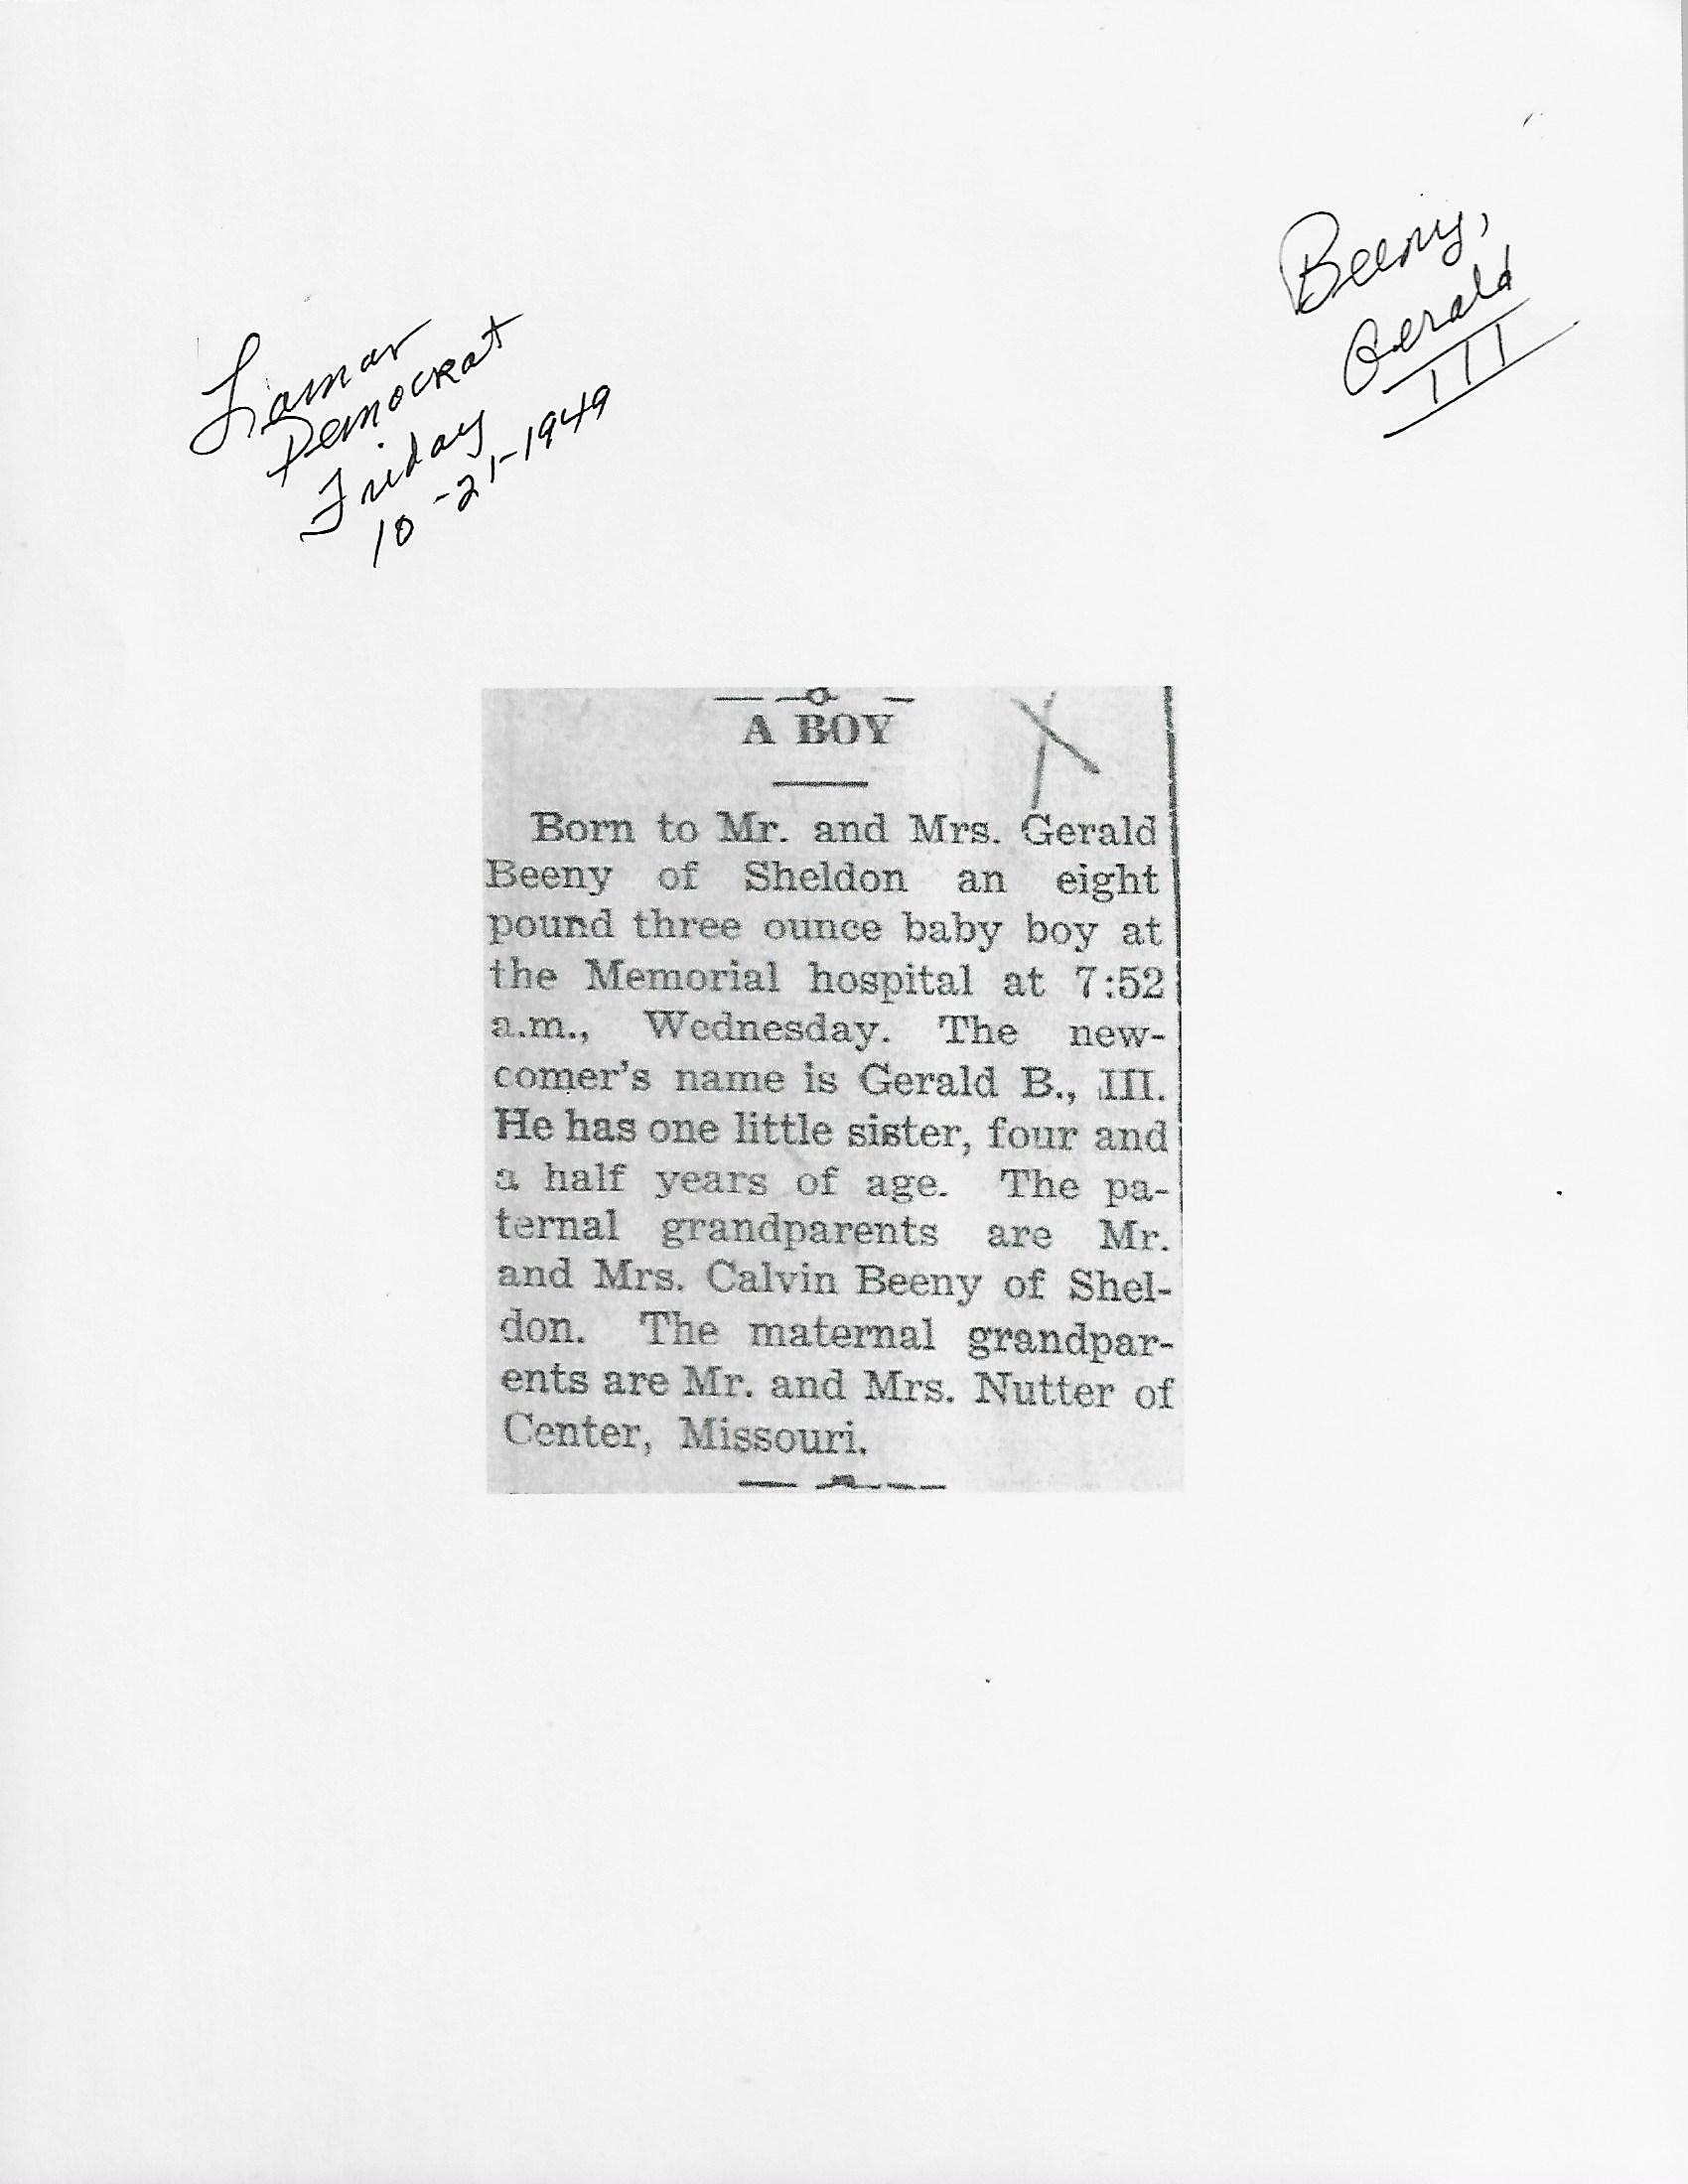 Beeny,
Gerald
III
Lamar
Democrat
Friday
10-21-1949
A BOY
Born to Mr. and Mrs. Gerald
Beeny of Sheldon an eight
pound three ounce baby boy at
the Memorial hospital at 7:52
a.m., Wednesday. The new-
comer's name is Gerald B., III.
He has one little sister, four and
a half years of age. The pa-
ternal grandparents are Mr.
and Mrs. Calvin Beeny of Shel-
don. The maternal grandpar-
ents are Mr. and Mrs. Nutter of
Center, Missouri.